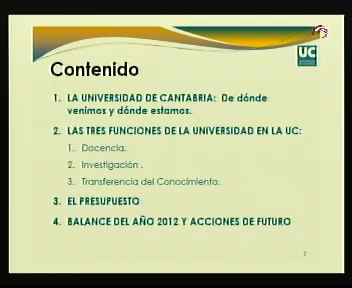 UC
Contenido
1. LA UNIVERSIDAD DE CANTABRIA: De dónde
venimos y dónde estamos.
2. LAS TRES FUNCIONES DE LA UNIVERSIDAD EN LA UC:
1. Docencia.
2. Investigación .
3. Transferencia del Conocimiento.
3. EL PRESUPUESTO
4. BALANCE DEL AÑO 2012 Y ACCIONES DE FUTURO
2